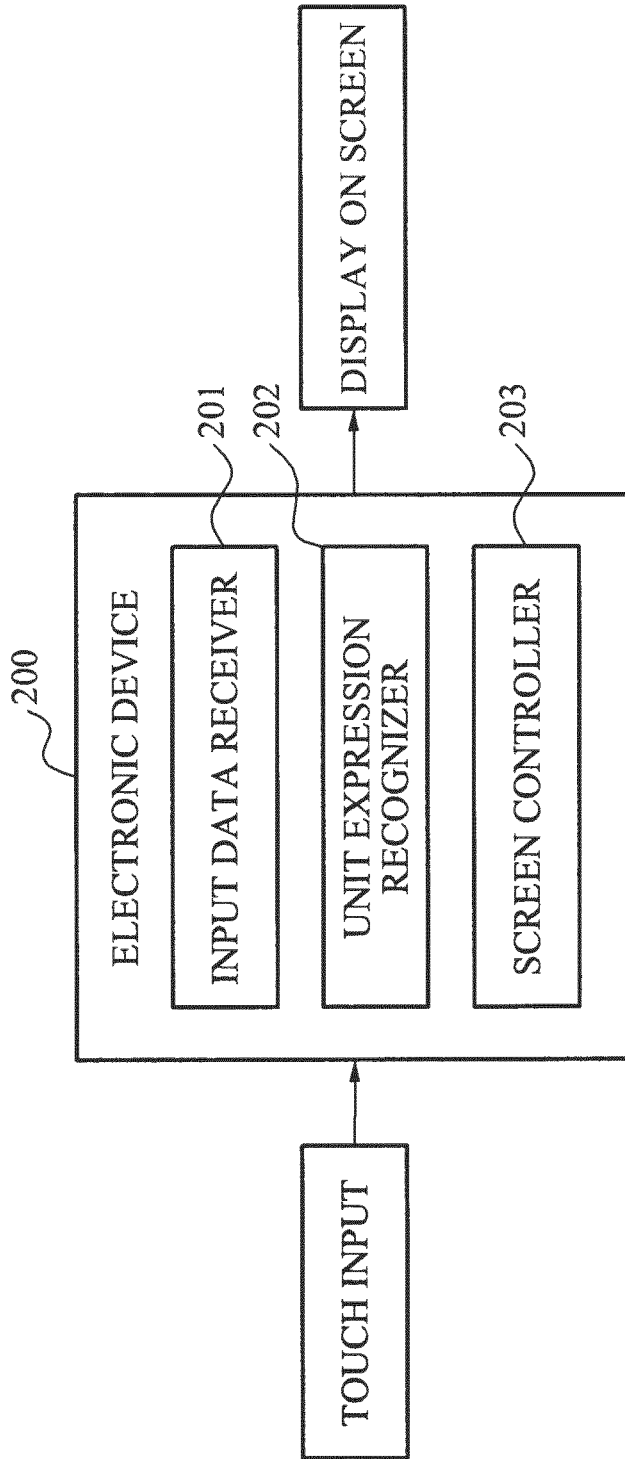 200
ELECTRONIC DEVICE
TOUCH INPUT
INPUT DATA RECEIVER
201
UNIT EXPRESSION
RECOGNIZER
202
SCREEN CONTROLLER
203
DISPLAY ON SCREEN